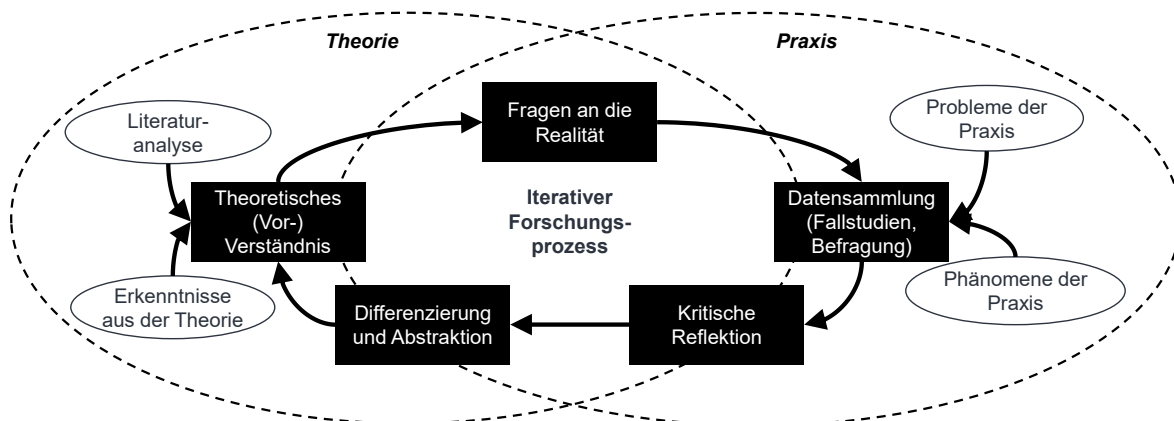 Theorie
Praxis
Literatur-
analyse
Fragen an die
Realität
Probleme der
Praxis
Theoretisches
(Vor-)
Verständnis
Iterativer
Forschungs-
prozess
Datensammlung
(Fallstudien,
Befragung)
Erkenntnisse
aus der Theorie
Differenzierung
und Abstraktion
Kritische
Reflektion
Phänomene der
Praxis